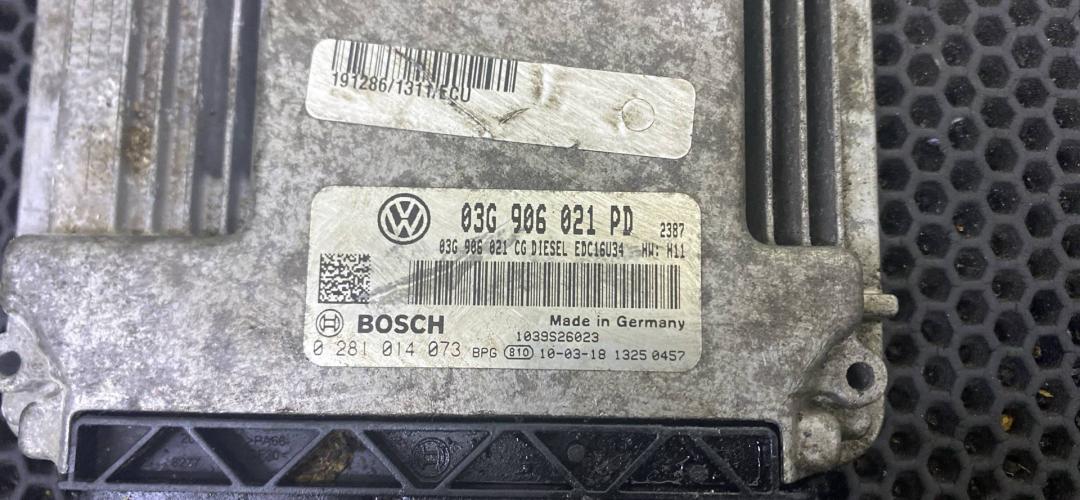 191286/1311/ECU
03G 906 021 PD 2387
03G 906 021 CG DIESEL EDC16U34 HW: H11
BOSCH Made in Germany
1039S26023
0 281 014 073 BPG 810 10-03-18 1325 0457